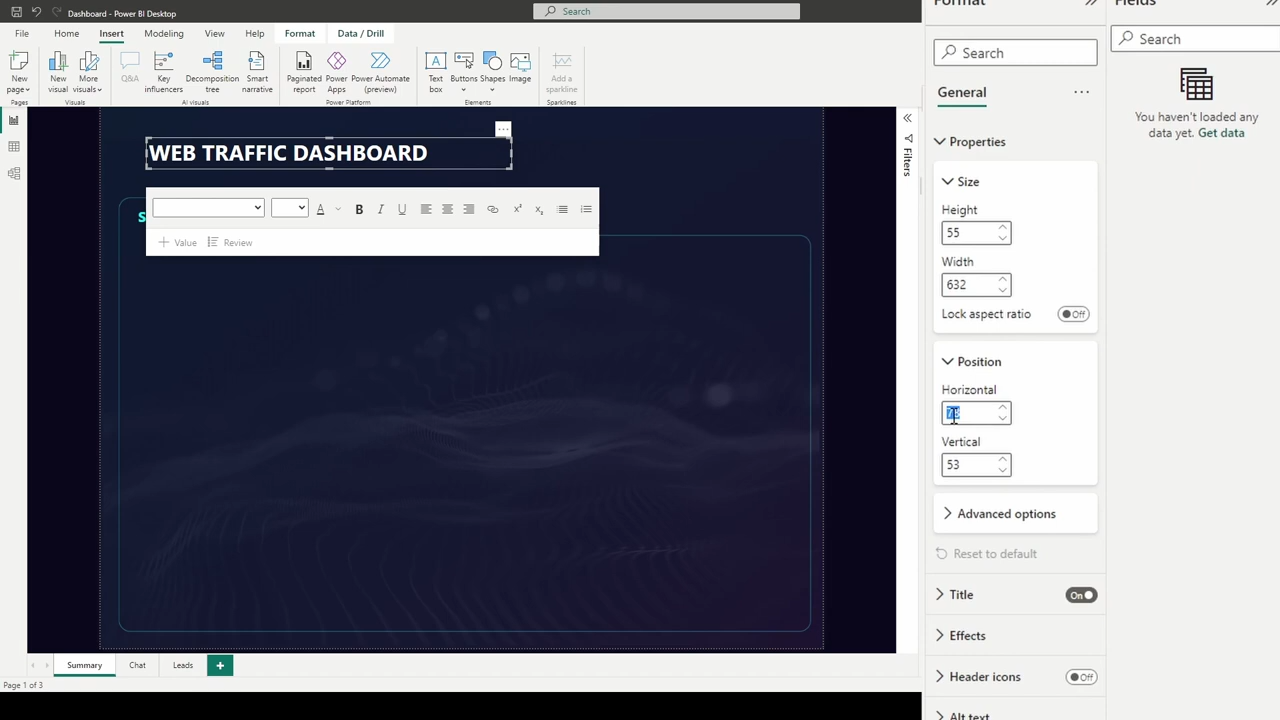 Dashboard - Power BI Desktop
Search
File Home Insert Modeling View Help Format Data / Drill
New page
New visual
More visuals
Q&A
Key influencers
Decomposition tree
Smart narrative
Paginated report
Power Apps
Power Automate (preview)
Text box
Buttons
Shapes
Image
Add a sparkline
Pages
Visuals
AI visuals
Power Platform
Elements
Sparklines
WEB TRAFFIC DASHBOARD
Value
Review
Filters
Summary
Chat
Leads
Page 1 of 3
Format
Search
General
Properties
Size
Height
55
Width
632
Lock aspect ratio
Off
Position
Horizontal
Vertical
53
Advanced options
Reset to default
Title
On
Effects
Header icons
Off
Alt text
Fields
Search
You haven't loaded any
data yet. Get data